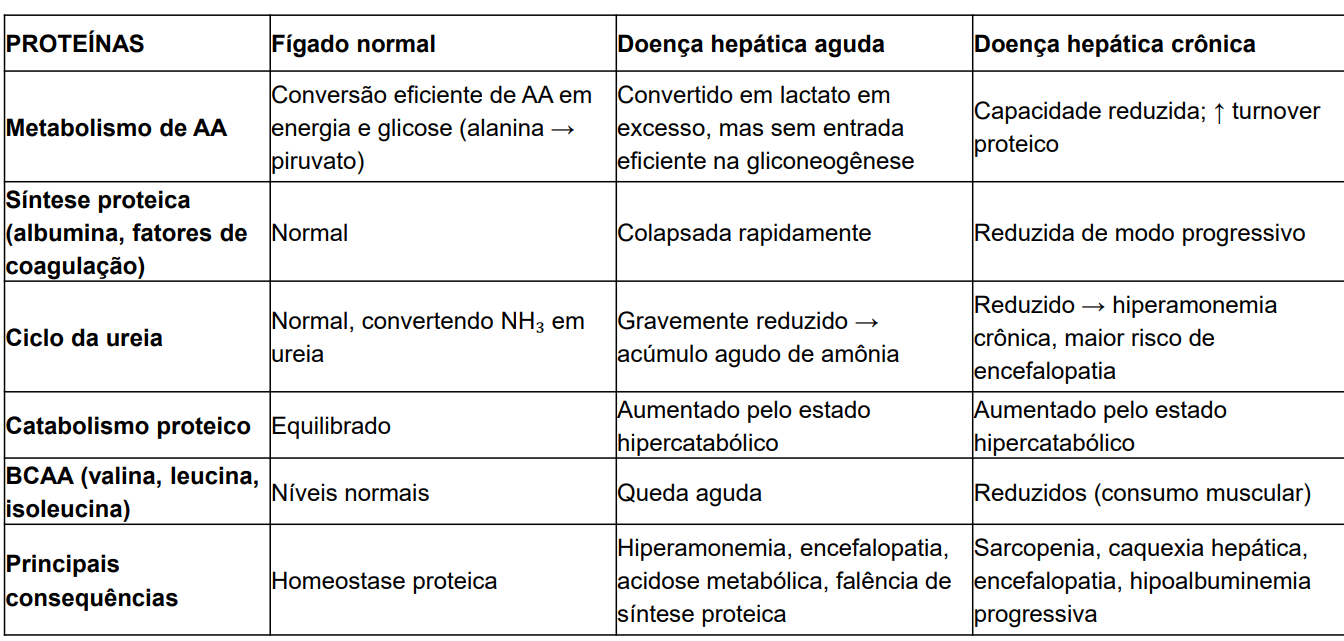 PROTEÍNAS
Fígado normal
Doença hepática aguda
Doença hepática crônica
Metabolismo de AA
Conversão eficiente de AA em
energia e glicose (alanina →
piruvato)
Convertido em lactato em
excesso, mas sem entrada
eficiente na gliconeogênese
Capacidade reduzida; ↑ turnover
proteico
Síntese proteica
(albumina, fatores de
coagulação)
Normal
Colapsada rapidamente
Reduzida de modo progressivo
Ciclo da ureia
Normal, convertendo NH₃ em
ureia
Gravemente reduzido →
acúmulo agudo de amônia
Reduzido → hiperamonemia
crônica, maior risco de
encefalopatia
Catabolismo proteico
Equilibrado
Aumentado pelo estado
hipercatabólico
Aumentado pelo estado
hipercatabólico
BCAA (valina, leucina,
isoleucina)
Níveis normais
Queda aguda
Reduzidos (consumo muscular)
Principais
consequências
Homeostase proteica
Hiperamonemia, encefalopatia,
acidose metabólica, falência de
síntese proteica
Sarcopenia, caquexia hepática,
encefalopatia, hipoalbuminemia
progressiva